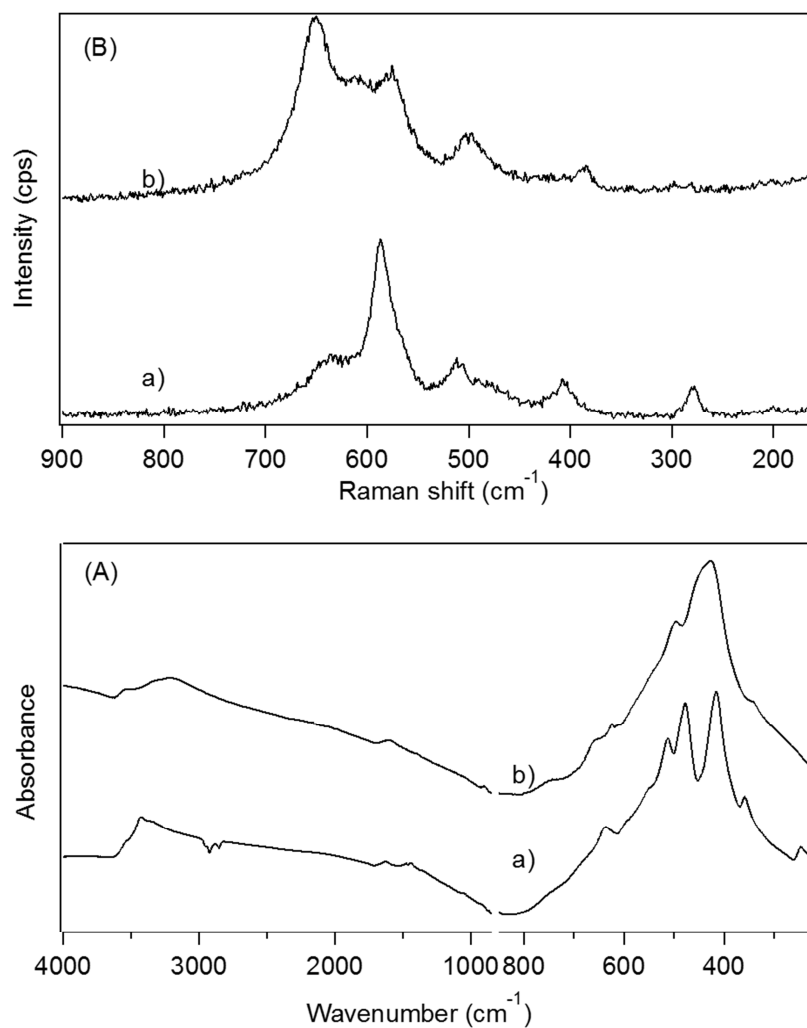 (B)
b)
a)
Intensity (cps)
900 800 700 600 500 400 300 200
Raman shift (cm⁻¹)
(A)
b)
a)
Absorbance
4000 3000 2000 1000 800 600 400
Wavenumber (cm⁻¹)